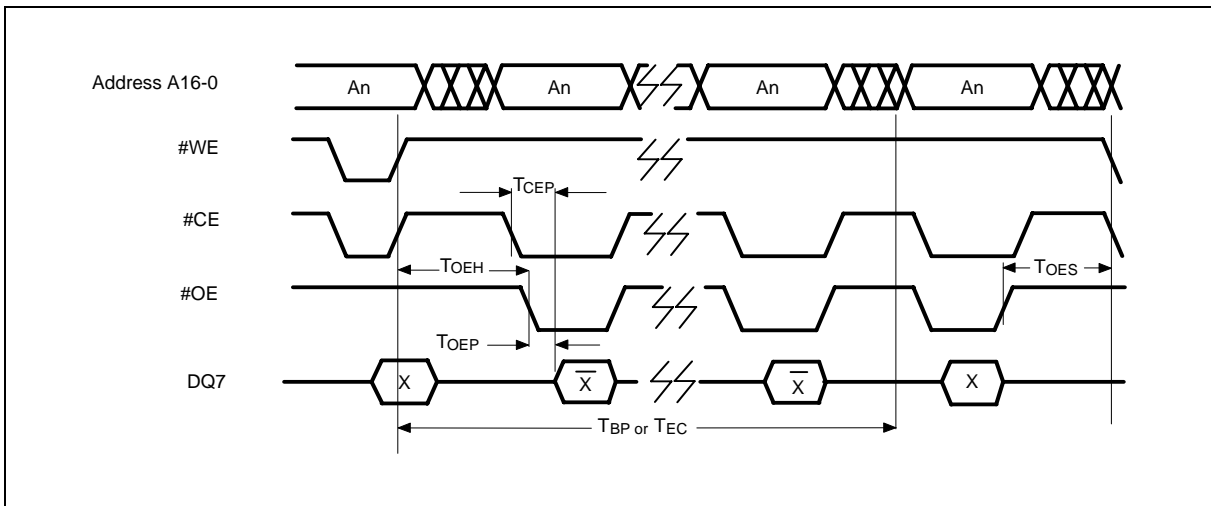 Address A16-0 An An An An
#WE
TCEP
#CE
TOEH TOES
#OE
TOEP
DQ7 X X̅ X̅ X
TBP or TEC